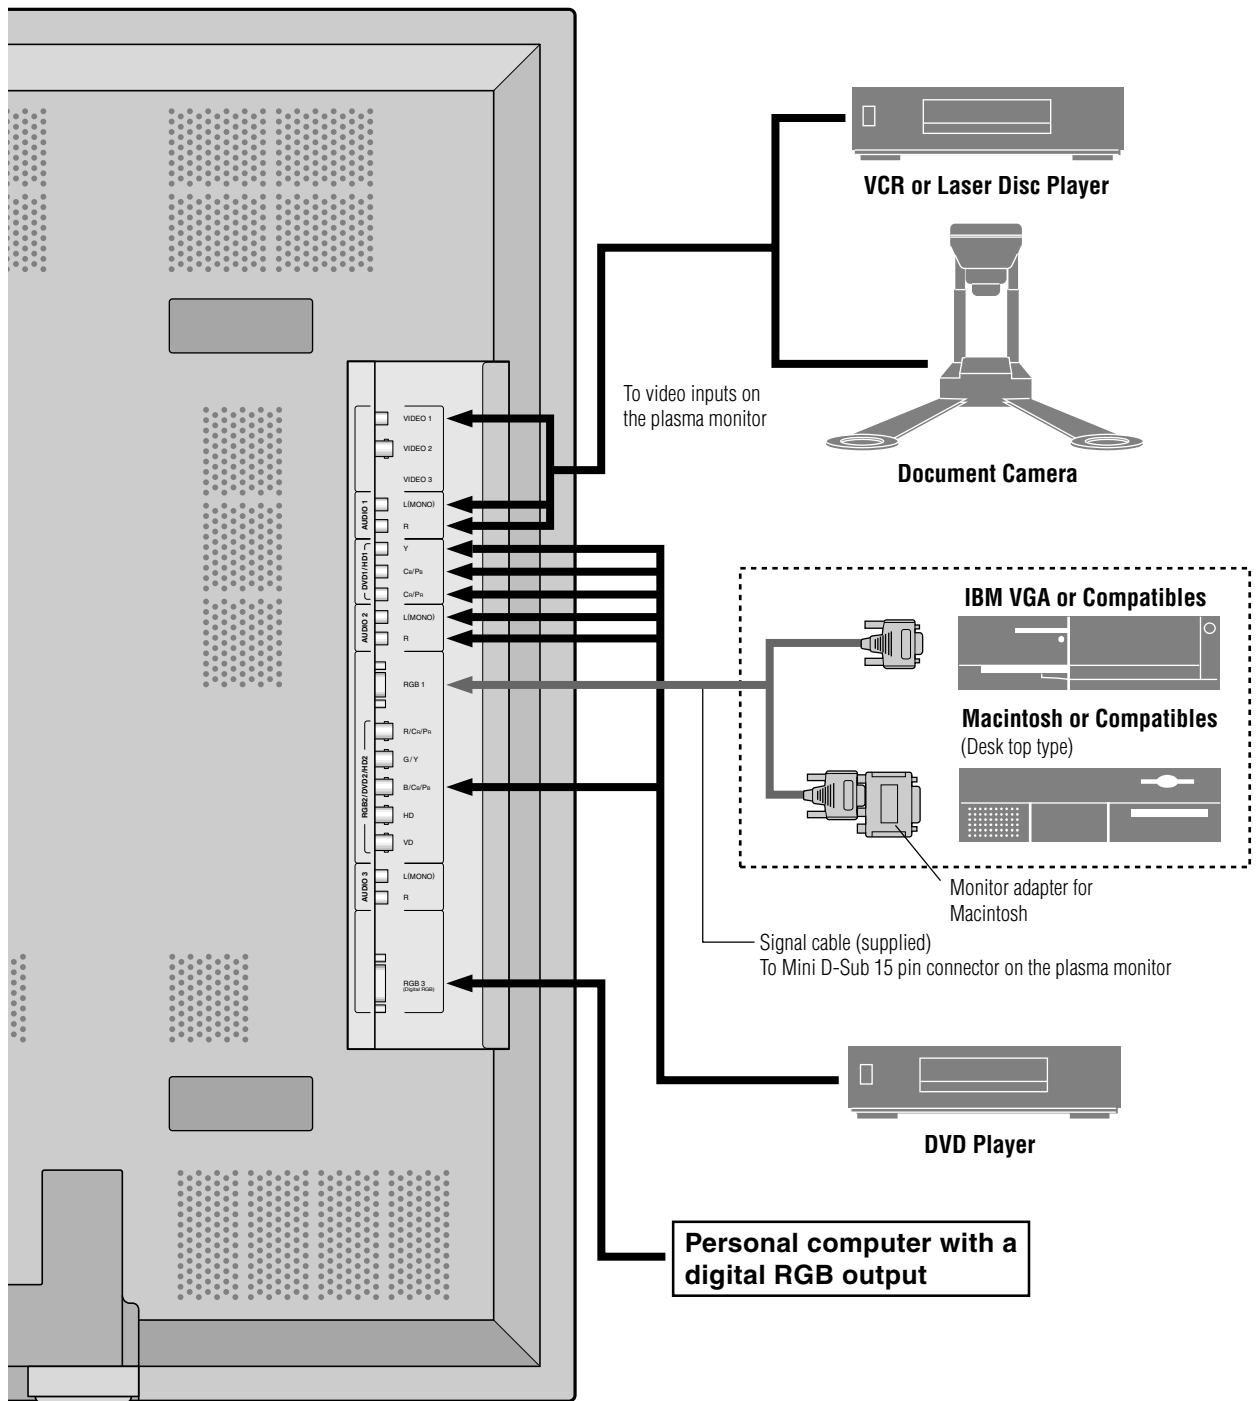 VCR or Laser Disc Player
To video inputs on
the plasma monitor
Document Camera
VIDEO 1
VIDEO 2
VIDEO 3
AUDIO 1
L(MONO)
R
DVD1/HD1
Y
CB/PB
CR/PR
AUDIO 2
L(MONO)
R
RGB 1
RGB2/DVD2/HD2
R/CR/PR
G/Y
B/CB/PB
HD
VD
AUDIO 3
L(MONO)
R
RGB 3
(Digital RGB)
IBM VGA or Compatibles
Macintosh or Compatibles
(Desk top type)
Monitor adapter for
Macintosh
Signal cable (supplied)
To Mini D-Sub 15 pin connector on the plasma monitor
DVD Player
Personal computer with a
digital RGB output